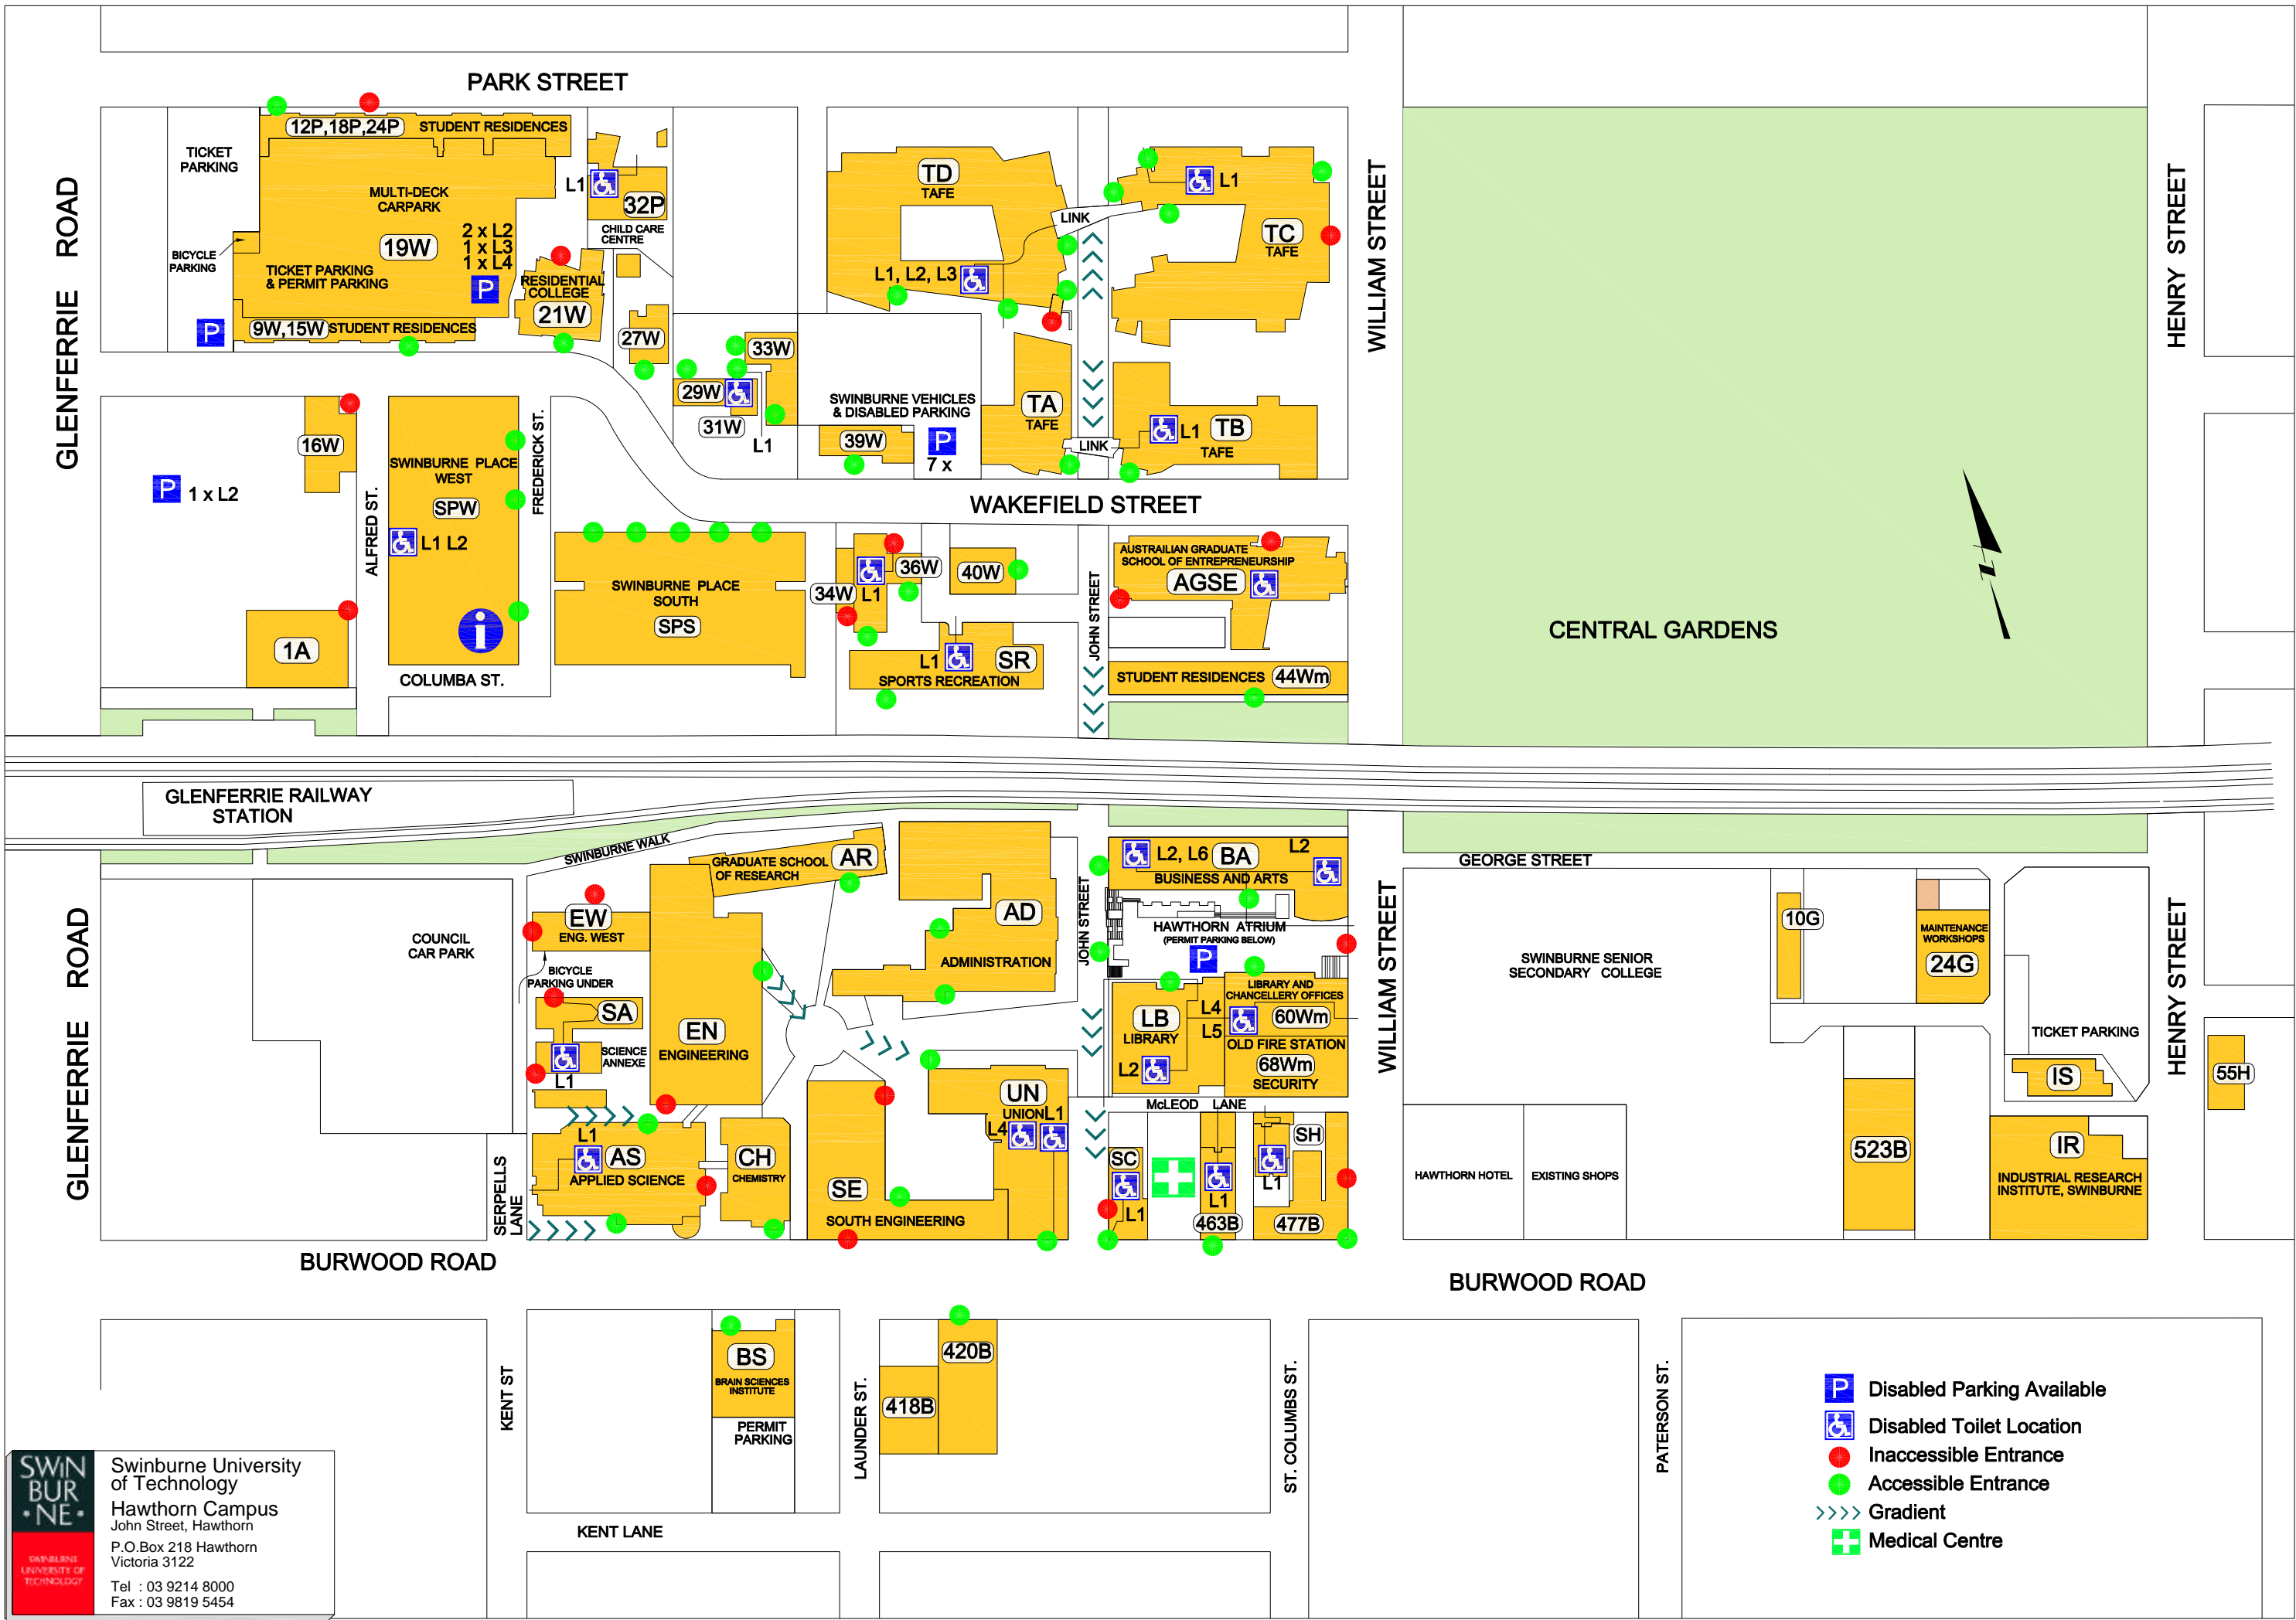 PARK STREET
12P,18P,24P
STUDENT RESIDENCES
TICKET
PARKING
MULTI-DECK
CARPARK
19W
2 x L2
1 x L3
1 x L4
P
BICYCLE
PARKING
TICKET PARKING
& PERMIT PARKING
P
9W,15W
STUDENT RESIDENCES
L1
32P
CHILD CARE
CENTRE
RESIDENTIAL
COLLEGE
21W
27W
TD
TAFE
L1, L2, L3
LINK
L1
TC
TAFE
GLENFERRIE ROAD
WILLIAM STREET
HENRY STREET
33W
29W
31W
L1
SWINBURNE VEHICLES
& DISABLED PARKING
39W
P
7 x
TA
TAFE
LINK
L1
TB
TAFE
16W
P
1 x L2
ALFRED ST.
SWINBURNE PLACE
WEST
SPW
L1 L2
i
FREDERICK ST.
1A
COLUMBA ST.
WAKEFIELD STREET
SWINBURNE PLACE
SOUTH
SPS
34W
L1
36W
40W
L1
SR
SPORTS RECREATION
JOHN STREET
AUSTRAILIAN GRADUATE
SCHOOL OF ENTREPRENEURSHIP
AGSE
STUDENT RESIDENCES
44Wm
CENTRAL GARDENS
GLENFERRIE RAILWAY
STATION
SWINBURNE WALK
GRADUATE SCHOOL
OF RESEARCH
AR
EW
ENG. WEST
COUNCIL
CAR PARK
BICYCLE
PARKING UNDER
SA
SCIENCE
ANNEXE
L1
EN
ENGINEERING
AD
ADMINISTRATION
JOHN STREET
L2, L6
BA
L2
BUSINESS AND ARTS
HAWTHORN ATRIUM
(PERMIT PARKING BELOW)
P
LIBRARY AND
CHANCELLERY OFFICES
LB
LIBRARY
L2
L4
L5
60Wm
OLD FIRE STATION
68Wm
SECURITY
GLENFERRIE ROAD
WILLIAM STREET
HENRY STREET
GEORGE STREET
SWINBURNE SENIOR
SECONDARY COLLEGE
10G
MAINTENANCE
WORKSHOPS
24G
TICKET PARKING
IS
55H
UN
UNION
L1
L4
McLEOD LANE
L1
AS
APPLIED SCIENCE
CH
CHEMISTRY
SE
SOUTH ENGINEERING
SERPELLS
LANE
SC
L1
L1
463B
SH
L1
477B
HAWTHORN HOTEL
EXISTING SHOPS
523B
IR
INDUSTRIAL RESEARCH
INSTITUTE, SWINBURNE
BURWOOD ROAD
BURWOOD ROAD
KENT ST
BS
BRAIN SCIENCES
INSTITUTE
PERMIT
PARKING
LAUNDER ST.
420B
418B
ST. COLUMBS ST.
PATERSON ST.
KENT LANE
P
Disabled Parking Available
Disabled Toilet Location
Inaccessible Entrance
Accessible Entrance
Gradient
Medical Centre
SWIN
BUR
*NE*
SWINBURNE
UNIVERSITY OF
TECHNOLOGY
Swinburne University
of Technology
Hawthorn Campus
John Street, Hawthorn
P.O.Box 218 Hawthorn
Victoria 3122
Tel : 03 9214 8000
Fax : 03 9819 5454